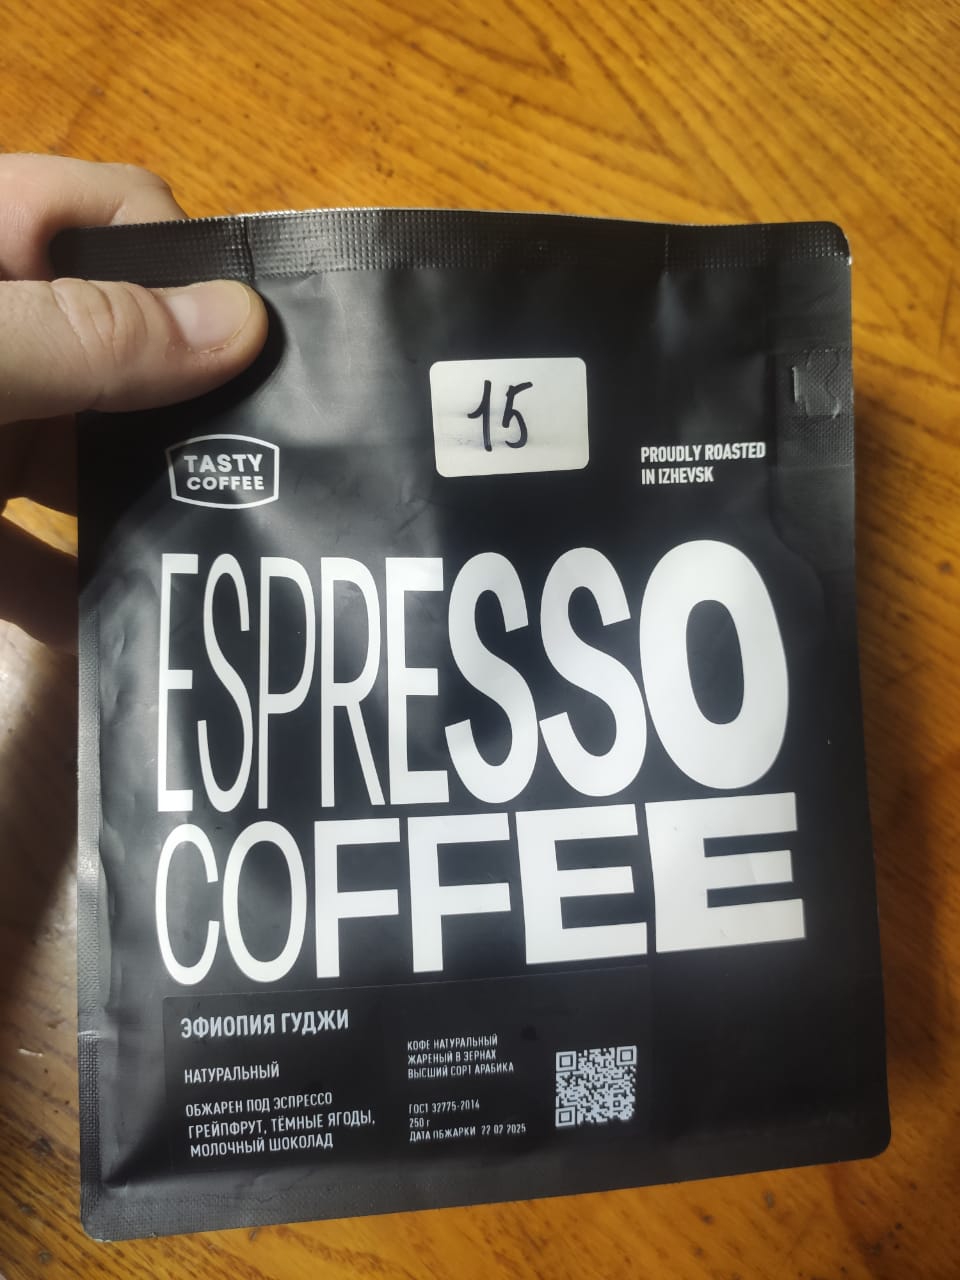 15
TASTY
COFFEE
PROUDLY ROASTED
IN IZHEVSK
ESPRESSO
COFFEE
ЭФИОПИЯ ГУДЖИ
НАТУРАЛЬНЫЙ
ОБЖАРЕН ПОД ЭСПРЕССО
ГРЕЙПФРУТ, ТЁМНЫЕ ЯГОДЫ,
МОЛОЧНЫЙ ШОКОЛАД
КОФЕ НАТУРАЛЬНЫЙ
ЖАРЕНЫЙ В ЗЕРНАХ
ВЫСШИЙ СОРТ АРАБИКА
ГОСТ 32775-2014
250 г
ДАТА ОБЖАРКИ 22 02 2025